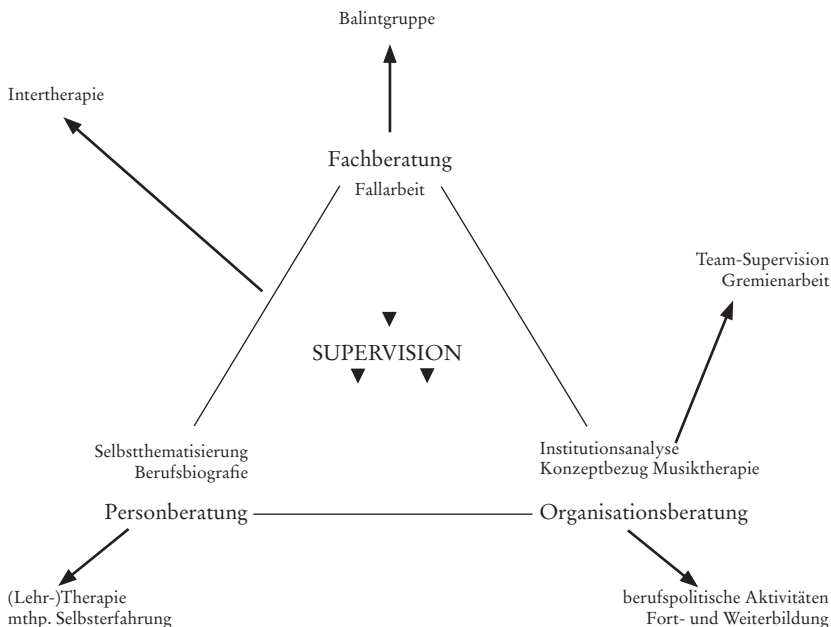 Balintgruppe
Intertherapie
Fachberatung
Fallarbeit
Team-Supervision
Gremienarbeit
SUPERVISION
Selbstthematisierung
Berufsbiografie
Institutionsanalyse
Konzeptbezug Musiktherapie
Personberatung
Organisationsberatung
(Lehr-)Therapie
mthp. Selbsterfahrung
berufspolitische Aktivitäten
Fort- und Weiterbildung